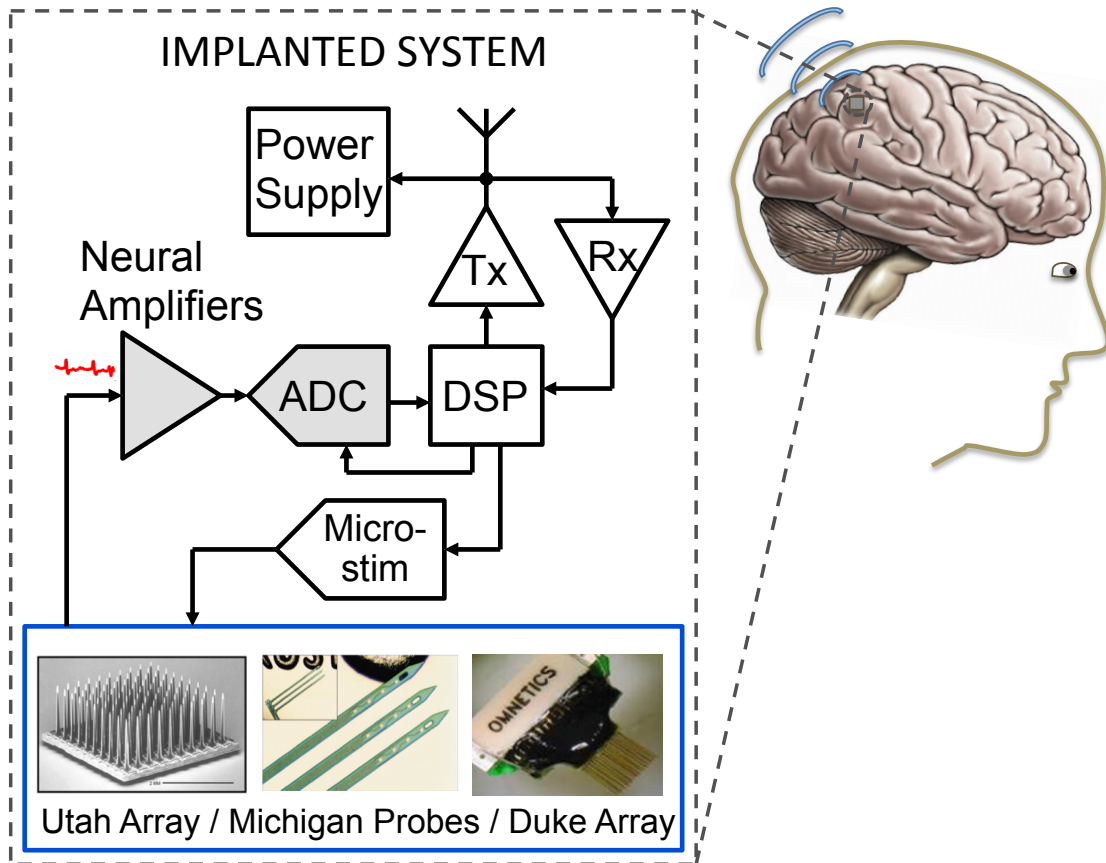 IMPLANTED SYSTEM
Power
Supply
Tx
Rx
Neural
Amplifiers
ADC
DSP
Micro-
stim
OMNETICS
Utah Array / Michigan Probes / Duke Array